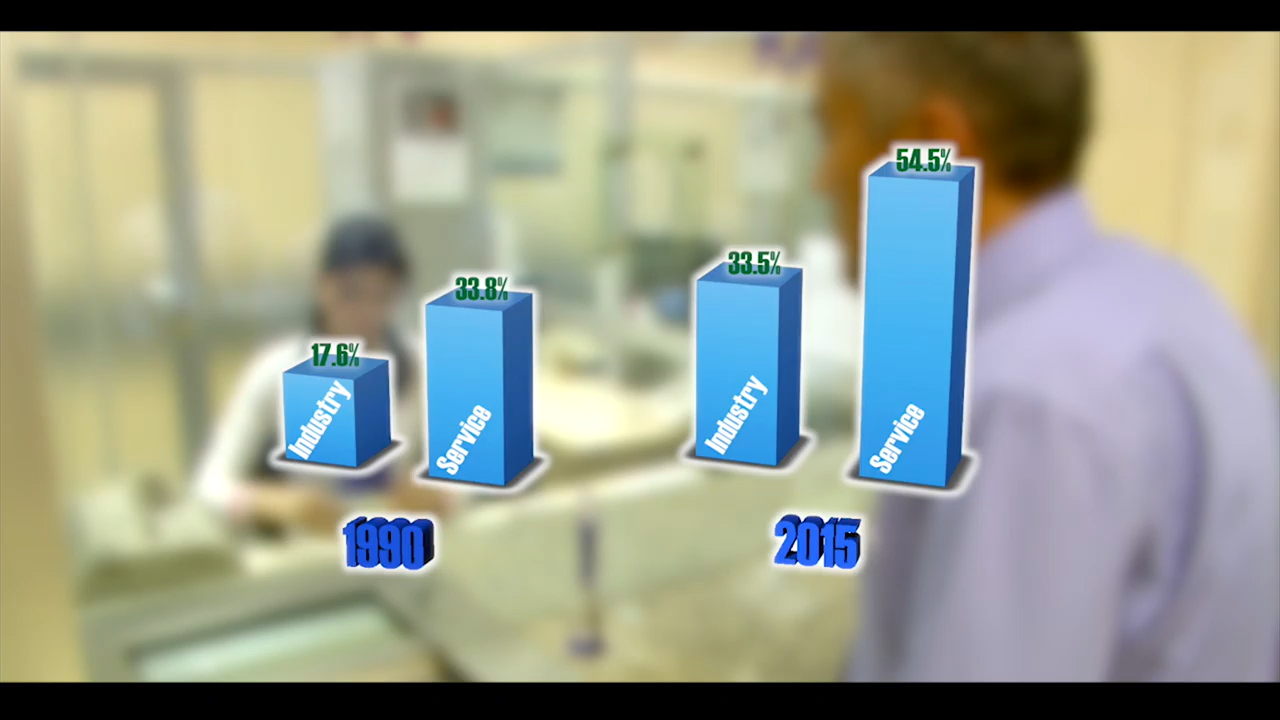 17.6%
Industry
33.8%
Service
1990
33.5%
Industry
54.5%
Service
2015